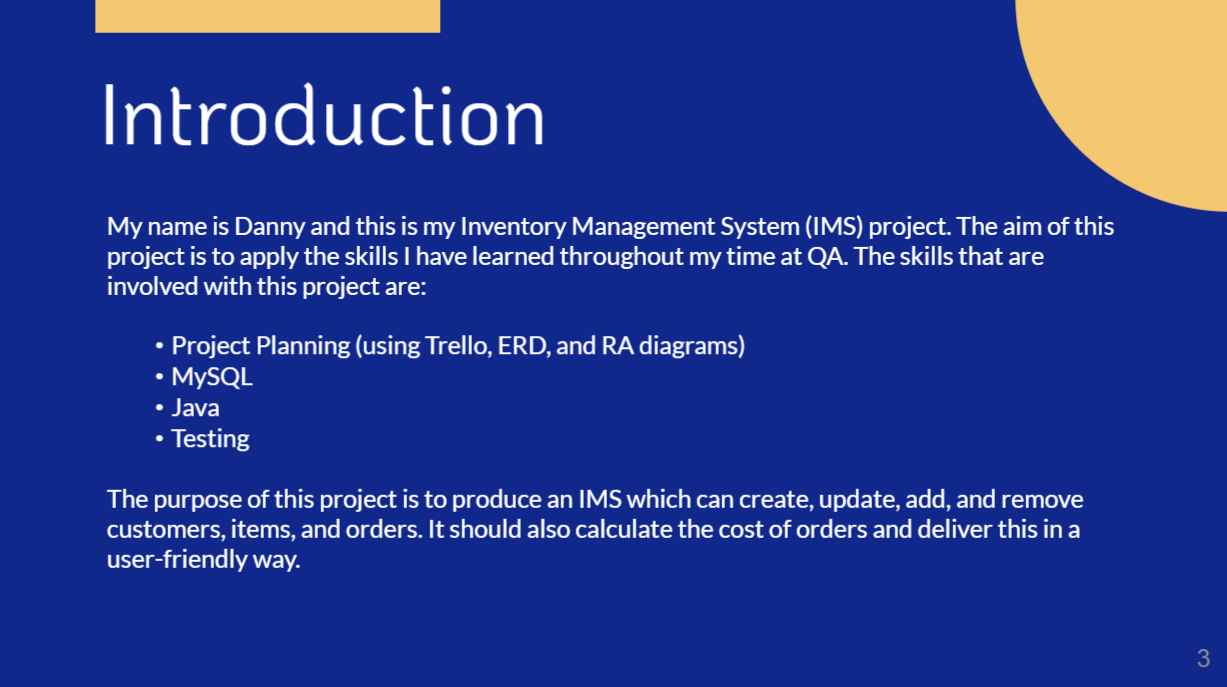 Introduction
My name is Danny and this is my Inventory Management System (IMS) project. The aim of this
project is to apply the skills I have learned throughout my time at QA. The skills that are
involved with this project are:
• Project Planning (using Trello, ERD, and RA diagrams)
• MySQL
• Java
• Testing
The purpose of this project is to produce an IMS which can create, update, add, and remove
customers, items, and orders. It should also calculate the cost of orders and deliver this in a
user-friendly way.
3